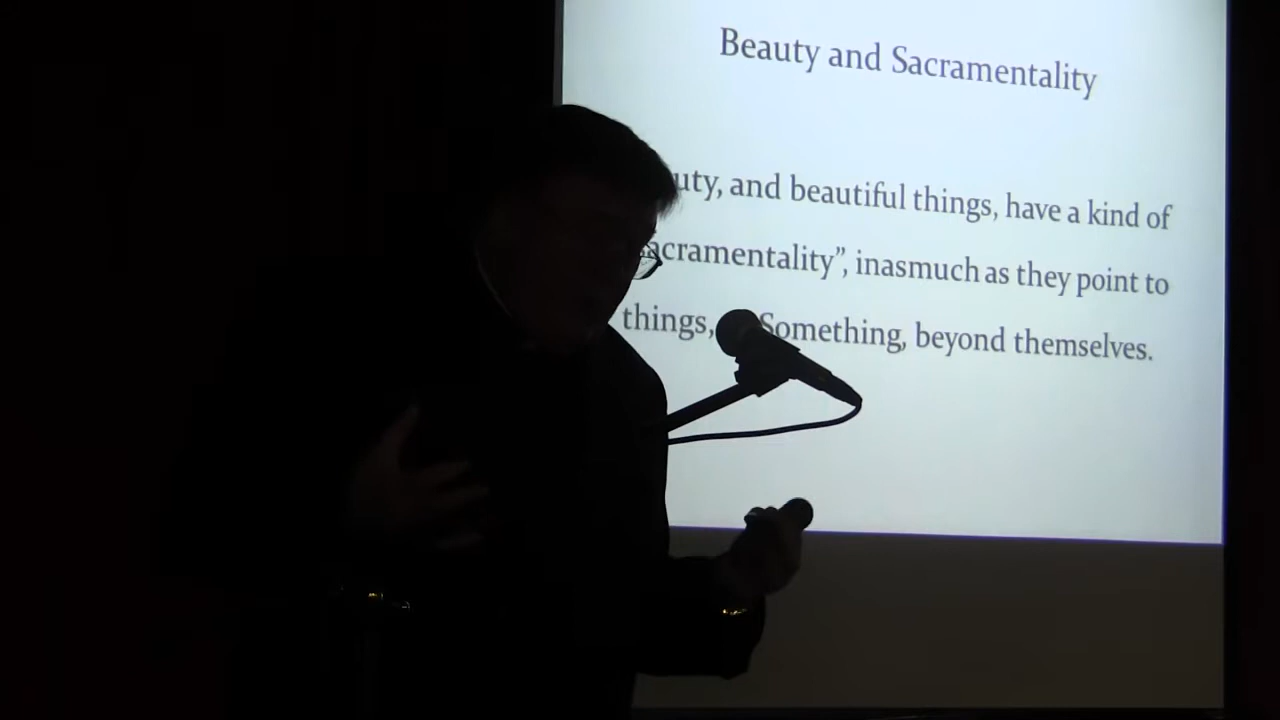 Beauty and Sacramentality
uty, and beautiful things, have a kind of
acramentality”, inasmuch as they point to
things, Something, beyond themselves.